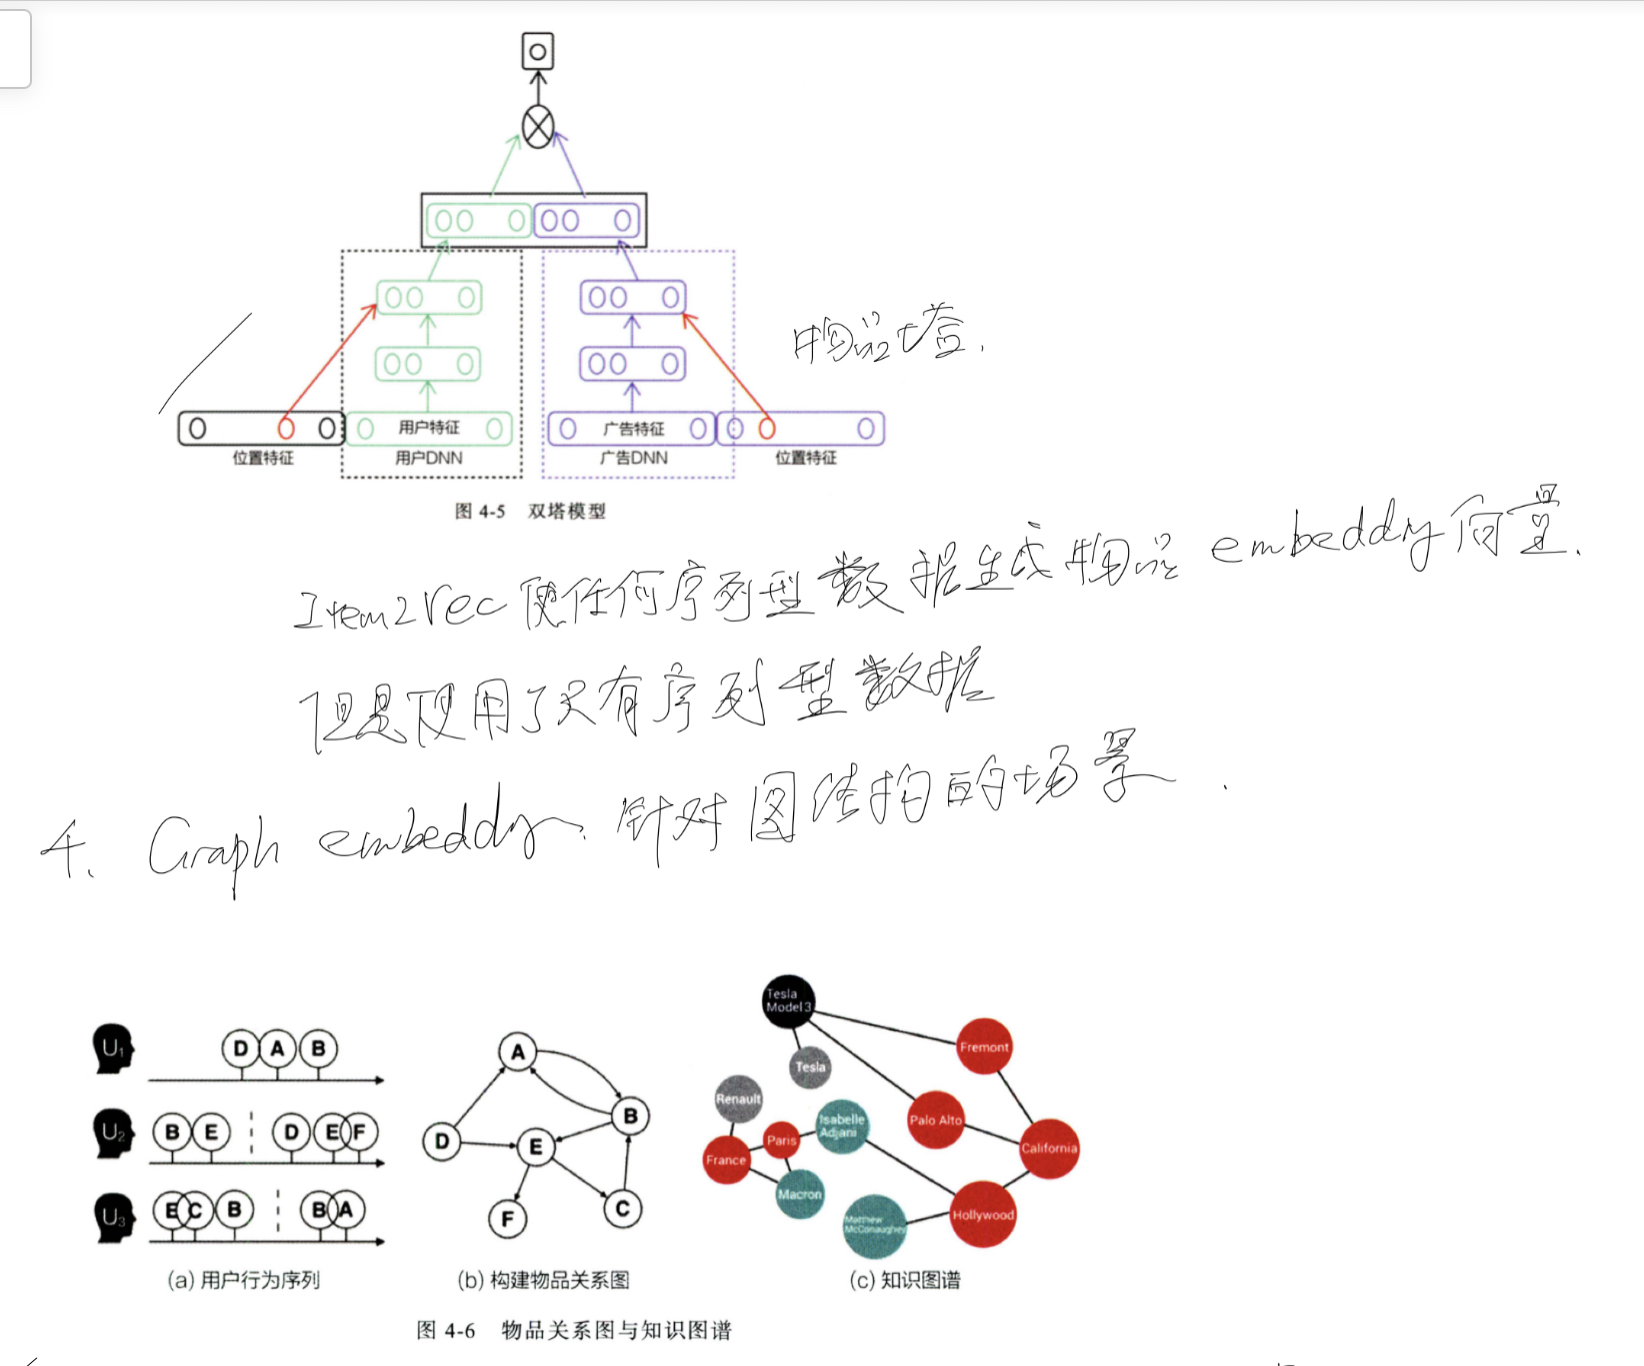 物品塔.
用户特征
广告特征
位置特征
用户DNN
广告DNN
位置特征
图 4-5 双塔模型
Item2vec 使任何序列型数据生成物品 embedding 向量.
但是使用了只有序列型数据
4. Graph embedding. 针对图结构的场景.
U1
D A B
U2
B E D E F
U3
E C B B A
A
B
D
E
F
C
Tesla
Model3
Tesla
Fremont
Renault
Isabelle
Adjani
Palo Alto
Paris
France
California
Macron
Matthew
McConaughey
Hollywood
(a) 用户行为序列
(b) 构建物品关系图
(c) 知识图谱
图 4-6 物品关系图与知识图谱